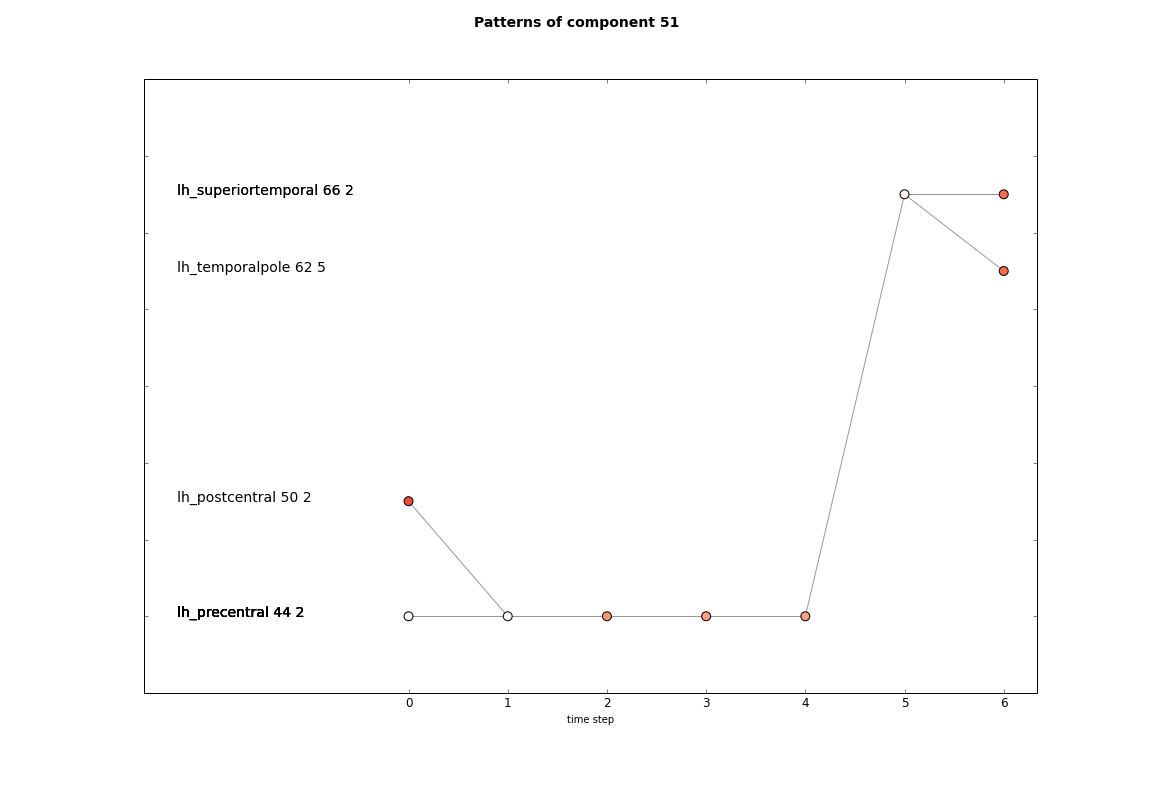 Patterns of component 51
lh_superiortemporal 66 2
lh_temporalpole 62 5
lh_postcentral 50 2
lh_precentral 44 2
0 1 2 3 4 5 6
time step